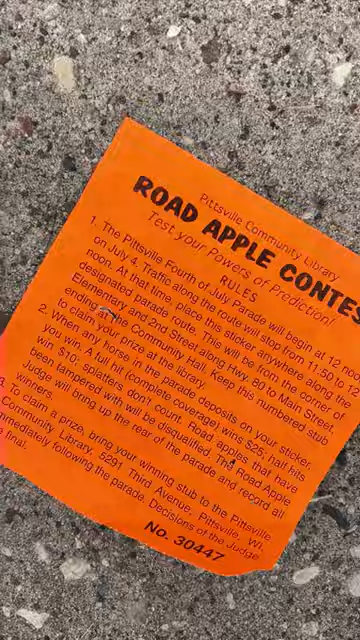 Pittsville Community Library
ROAD APPLE CONTES
Test your Powers of Prediction!
RULES
1. The Pittsville Fourth of July Parade will begin at 12 noon
on July 4. Traffic along the route will stop from 11:50 to 12
noon. At that time, place this sticker anywhere along the
designated parade route. This will be from the corner of
Elementary and 2nd Street along Hwy. 80 to Main Street,
ending at the Community Hall. Keep this numbered stub
to claim your prize at the library.
2. When any horse in the parade deposits on your sticker,
you win. A full hit (complete coverage) wins $25; half hits
win $10; splatters don't count. Road apples that have
been tampered with will be disqualified. The Road Apple
Judge will bring up the rear of the parade and record all
winners.
3. To claim a prize, bring your winning stub to the Pittsville
Community Library, 5291 Third Avenue, Pittsville, WI,
immediately following the parade. Decisions of the Judge
final.
No. 30447